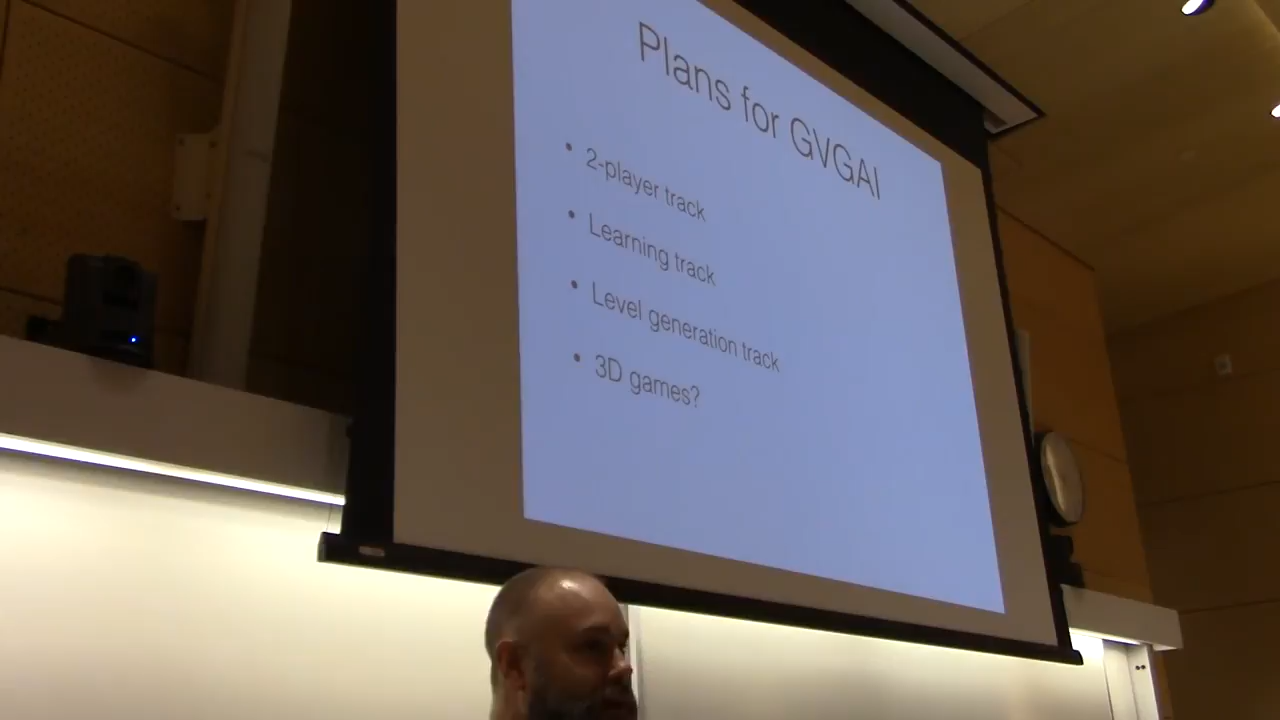 Plans for GVGAI
• 2-player track
• Learning track
• Level generation track
• 3D games?